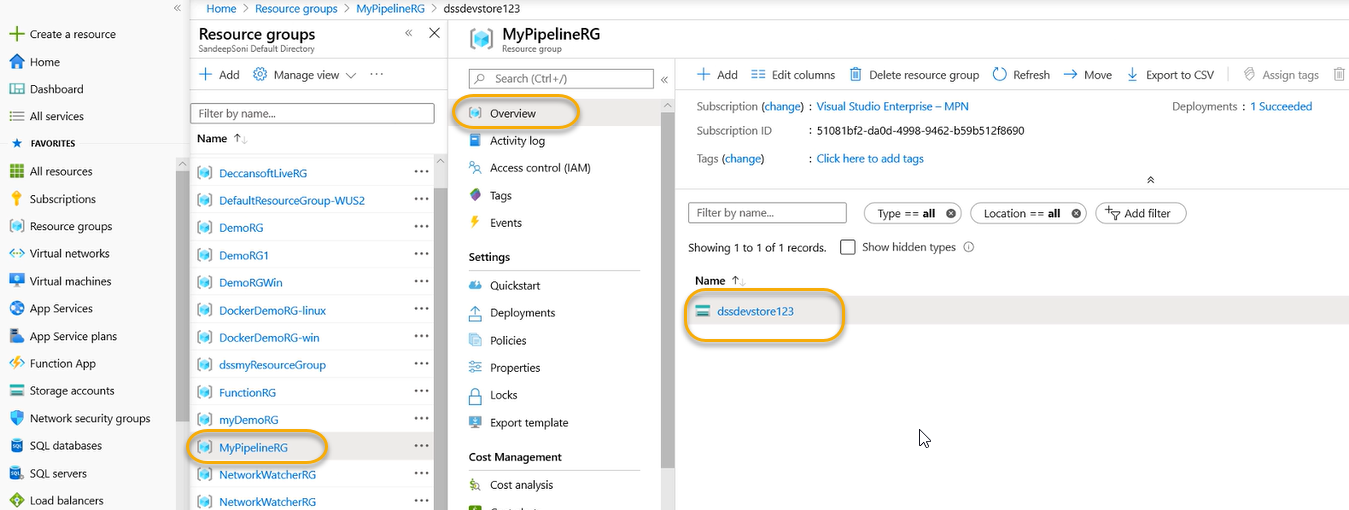 Home > Resource groups > MyPipelineRG > dssdevstore123
«
Create a resource
Home
Dashboard
All services
FAVORITES
All resources
Subscriptions
Resource groups
Virtual networks
Virtual machines
App Services
App Service plans
Function App
Storage accounts
Network security groups
SQL databases
SQL servers
Load balancers
Resource groups
SandeepSoni Default Directory
Add Manage view ...
Filter by name...
Name
DeccansoftLiveRG
DefaultResourceGroup-WUS2
DemoRG
DemoRG1
DemoRGWin
DockerDemoRG-linux
DockerDemoRG-win
dssmyResourceGroup
FunctionRG
myDemoRG
MyPipelineRG
NetworkWatcherRG
NetworkWatcherRG
MyPipelineRG
Resource group
Search (Ctrl+/)
Overview
Activity log
Access control (IAM)
Tags
Events
Settings
Quickstart
Deployments
Policies
Properties
Locks
Export template
Cost Management
Cost analysis
Add Edit columns Delete resource group Refresh Move Export to CSV Assign tags
Subscription (change) : Visual Studio Enterprise – MPN
Deployments : 1 Succeeded
Subscription ID : 51081bf2-da0d-4998-9462-b59b512f8690
Tags (change) : Click here to add tags
Filter by name...
Type == all
Location == all
Add filter
Showing 1 to 1 of 1 records.
Show hidden types
Name
dssdevstore123